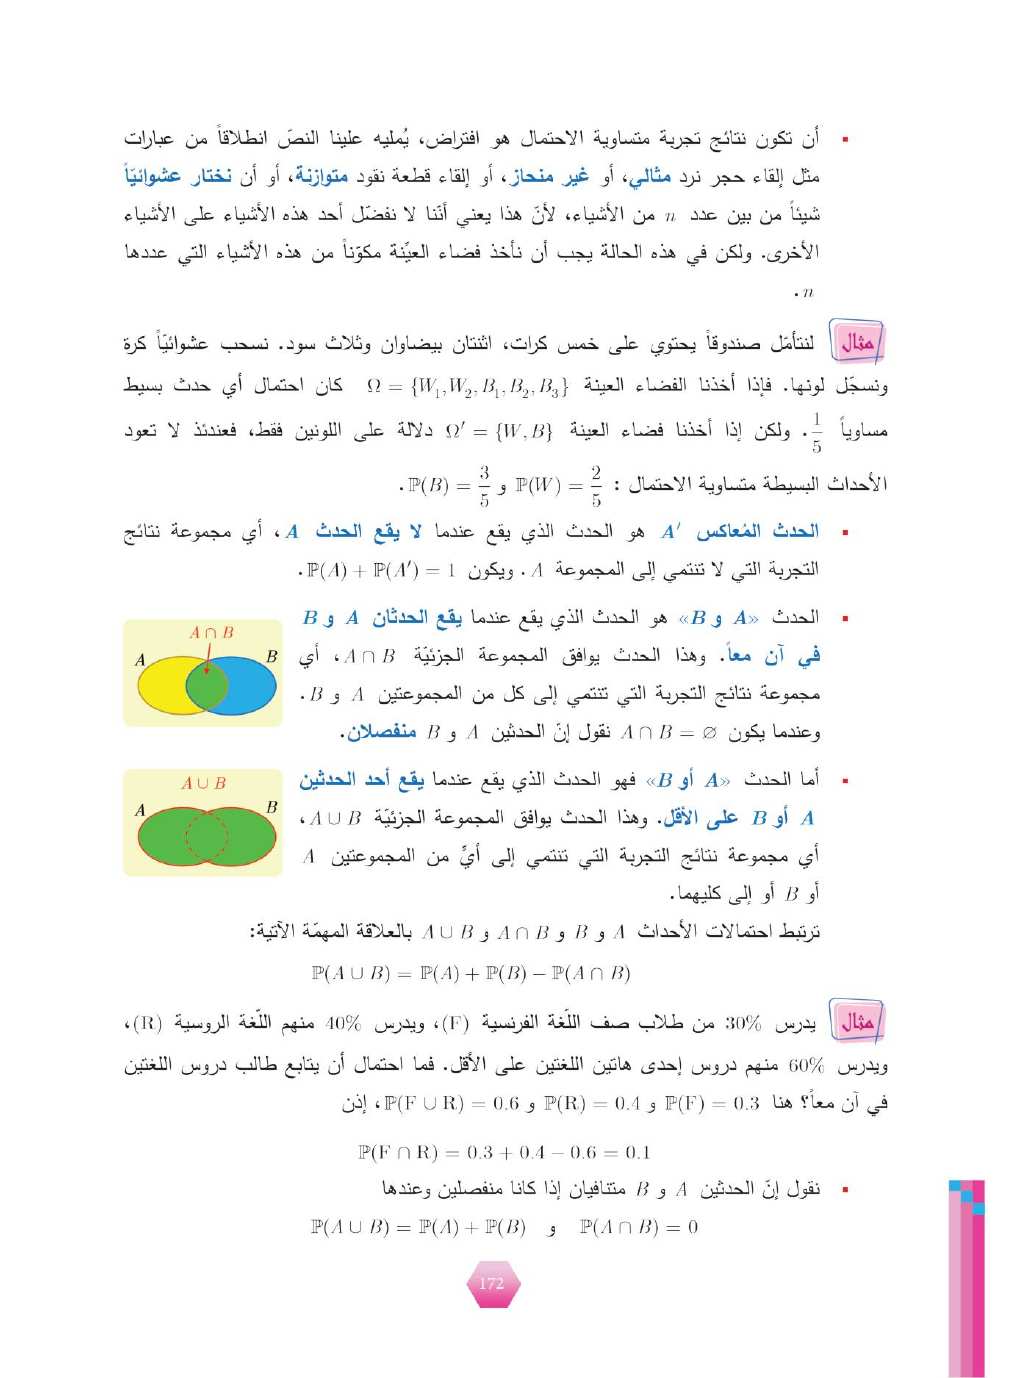 ▪ أن تكون نتائج تجربة متساوية الاحتمال هو افتراض، يُمليه علينا النصّ انطلاقاً من عبارات
مثل إلقاء حجر نرد مثالي، أو غير منحاز، أو إلقاء قطعة نقود متوازنة، أو أن نختار عشوائيّاً
شيئاً من بين عدد n من الأشياء، لأنّ هذا يعني أنّنا لا نفضّل أحد هذه الأشياء على الأشياء
الأخرى. ولكن في هذه الحالة يجب أن نأخذ فضاء العيّنة مكوّناً من هذه الأشياء التي عددها
n .
مثال لنتأمّل صندوقاً يحتوي على خمس كرات، اثنتان بيضاوان وثلاث سود. نسحب عشوائيّاً كرة
ونسجّل لونها. فإذا أخذنا الفضاء العينة Ω = {W₁, W₂, B₁, B₂, B₃} كان احتمال أي حدث بسيط
مساوياً 1/5 . ولكن إذا أخذنا فضاء العينة Ω′ = {W, B} دلالة على اللونين فقط، فعندئذ لا تعود
الأحداث البسيطة متساوية الاحتمال : ℙ(W) = 2/5 و ℙ(B) = 3/5 .
▪ الحدث المُعاكس A′ هو الحدث الذي يقع عندما لا يقع الحدث A ، أي مجموعة نتائج
التجربة التي لا تنتمي إلى المجموعة A . ويكون ℙ(A) + ℙ(A′) = 1 .
▪ الحدث «A و B» هو الحدث الذي يقع عندما يقع الحدثان A و B
في آن معاً. وهذا الحدث يوافق المجموعة الجزئيّة A ∩ B ، أي
مجموعة نتائج التجربة التي تنتمي إلى كل من المجموعتين A و B .
وعندما يكون A ∩ B = ∅ نقول إنّ الحدثين A و B منفصلان.
A ∩ B
A B
▪ أما الحدث «A أو B» فهو الحدث الذي يقع عندما يقع أحد الحدثين
A أو B على الأقل. وهذا الحدث يوافق المجموعة الجزئيّة A ∪ B ،
أي مجموعة نتائج التجربة التي تنتمي إلى أيٍّ من المجموعتين A
أو B أو إلى كليهما.
A ∪ B
A B
ترتبط احتمالات الأحداث A و B و A ∩ B و A ∪ B بالعلاقة المهمّة الآتية:
ℙ(A ∪ B) = ℙ(A) + ℙ(B) − ℙ(A ∩ B)
مثال يدرس 30% من طلاب صف اللّغة الفرنسية (F)، ويدرس 40% منهم اللّغة الروسية (R)،
ويدرس 60% منهم دروس إحدى هاتين اللغتين على الأقل. فما احتمال أن يتابع طالب دروس اللغتين
في آن معاً؟ هنا ℙ(F) = 0.3 و ℙ(R) = 0.4 و ℙ(F ∪ R) = 0.6 ، إذن
ℙ(F ∩ R) = 0.3 + 0.4 − 0.6 = 0.1
▪ نقول إنّ الحدثين A و B متنافيان إذا كانا منفصلين وعندها
ℙ(A ∩ B) = 0 و ℙ(A ∪ B) = ℙ(A) + ℙ(B)
172